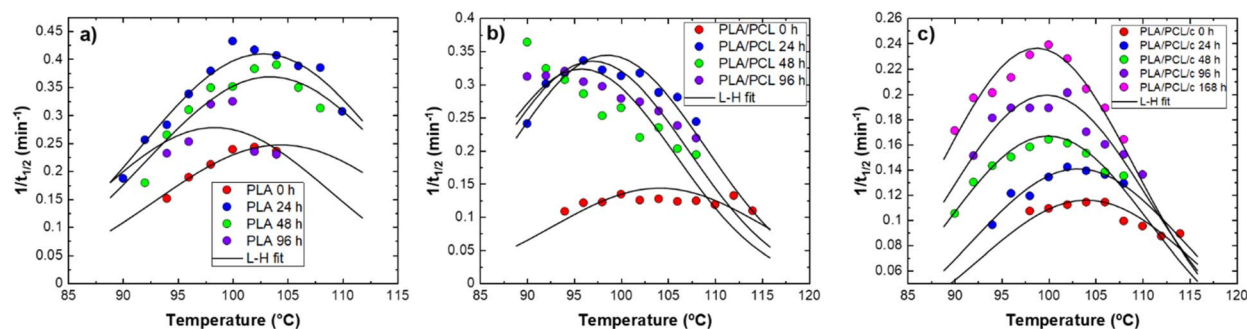 a)
1/t1/2 (min-1)
0.45
0.4
0.35
0.3
0.25
0.2
0.15
0.1
0.05
0
PLA 0 h
PLA 24 h
PLA 48 h
PLA 96 h
L-H fit
85 90 95 100 105 110 115
Temperature (°C)
b)
1/t1/2 (min-1)
0.4
0.35
0.3
0.25
0.2
0.15
0.1
0.05
0
PLA/PCL 0 h
PLA/PCL 24 h
PLA/PCL 48 h
PLA/PCL 96 h
L-H fit
85 90 95 100 105 110 115 120
Temperature (°C)
c)
1/t1/2 (min-1)
0.26
0.24
0.22
0.2
0.18
0.16
0.14
0.12
0.1
0.08
0.06
PLA/PCL/c 0 h
PLA/PCL/c 24 h
PLA/PCL/c 48 h
PLA/PCL/c 96 h
PLA/PCL/c 168 h
L-H fit
85 90 95 100 105 110 115 120
Temperature (°C)